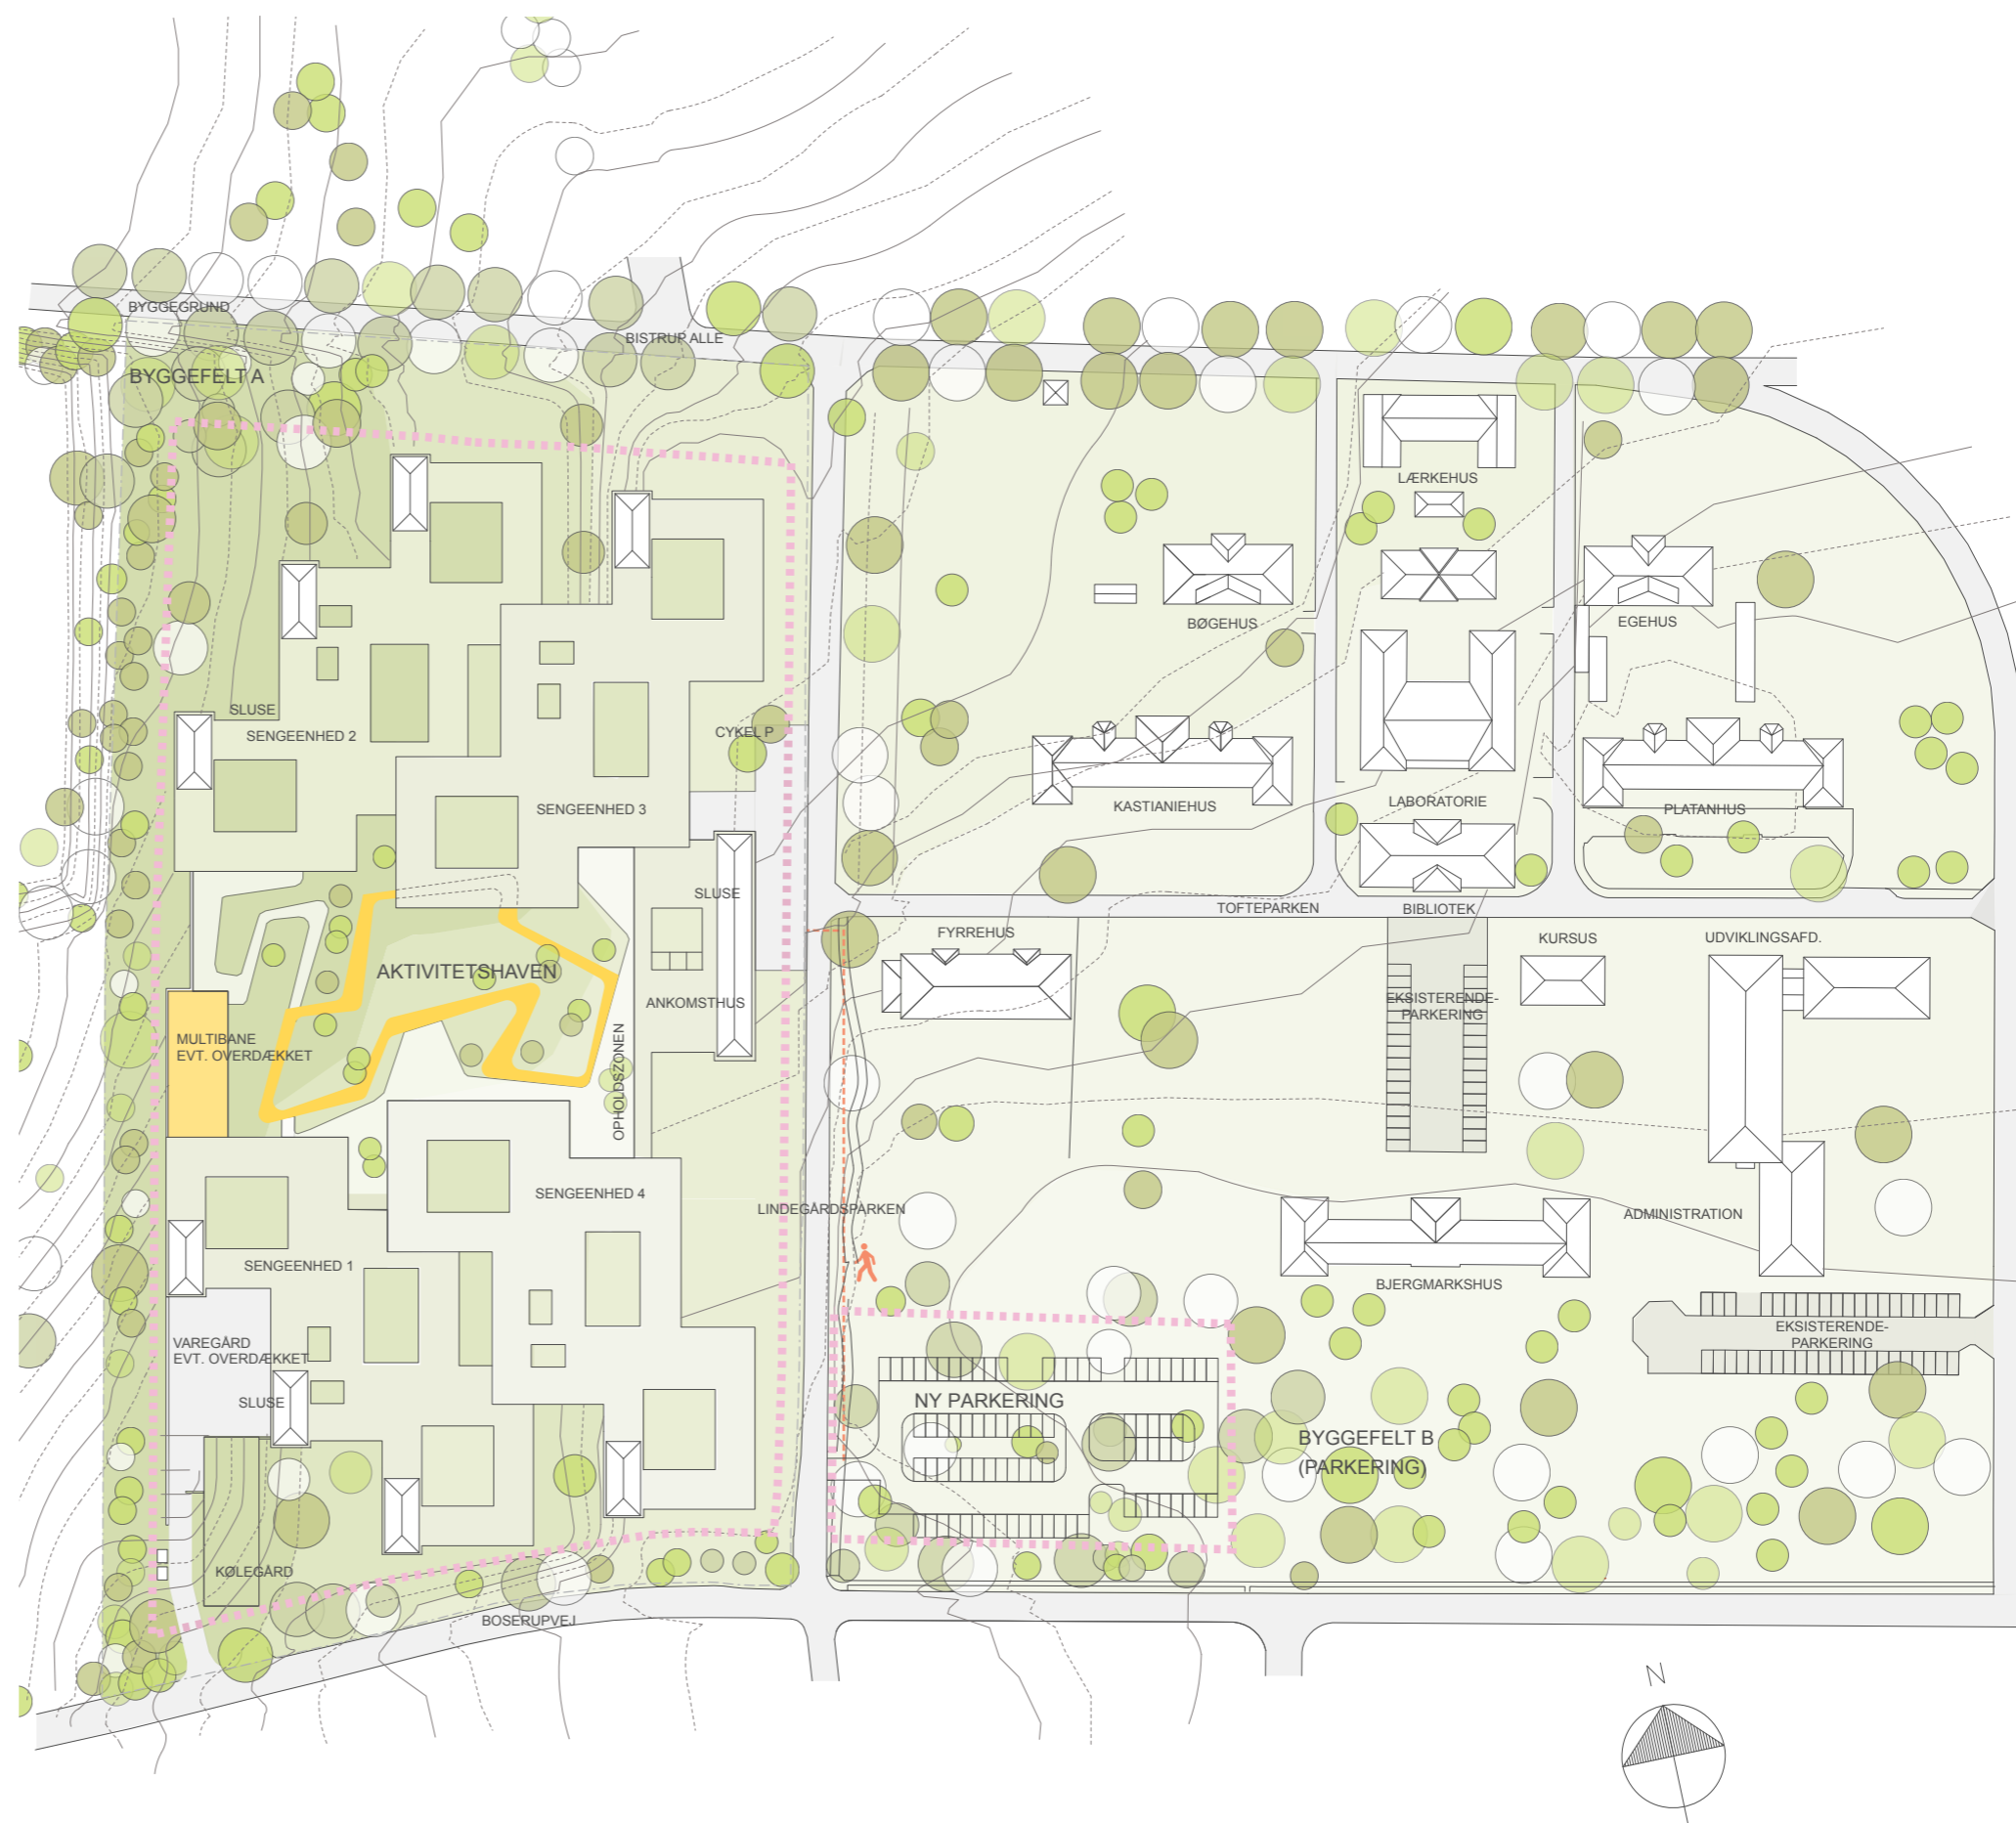 BYGGEGRUND
BISTRUP ALLE
BYGGEFELT A
LÆRKEHUS
BØGEHUS
EGEHUS
SLUSE
SENGEENHED 2
CYKEL P
SENGEENHED 3
KASTIANIEHUS
LABORATORIE
PLATANHUS
SLUSE
TOFTEPARKEN
BIBLIOTEK
FYRREHUS
KURSUS
UDVIKLINGSAFD.
AKTIVITETSHAVEN
ANKOMSTHUS
EKSISTERENDE-
PARKERING
MULTIBANE
EVT. OVERDÆKKET
OPHOLDSZONEN
SENGEENHED 4
LINDEGÅRDSPARKEN
ADMINISTRATION
SENGEENHED 1
BJERGMARKSHUS
VAREGÅRD
EVT. OVERDÆKKET
EKSISTERENDE-
PARKERING
SLUSE
NY PARKERING
BYGGEFELT B
(PARKERING)
KØLEGÅRD
BOSERUPVEJ
N